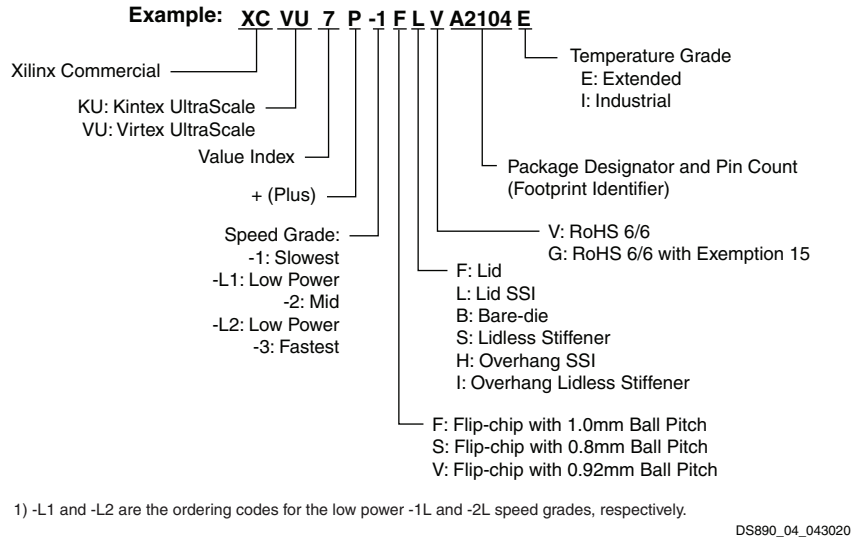 Example: XC VU 7 P -1 F L V A2104 E
Xilinx Commercial
KU: Kintex UltraScale
VU: Virtex UltraScale
Value Index
+ (Plus)
Speed Grade:
-1: Slowest
-L1: Low Power
-2: Mid
-L2: Low Power
-3: Fastest
Temperature Grade
E: Extended
I: Industrial
Package Designator and Pin Count
(Footprint Identifier)
V: RoHS 6/6
G: RoHS 6/6 with Exemption 15
F: Lid
L: Lid SSI
B: Bare-die
S: Lidless Stiffener
H: Overhang SSI
I: Overhang Lidless Stiffener
F: Flip-chip with 1.0mm Ball Pitch
S: Flip-chip with 0.8mm Ball Pitch
V: Flip-chip with 0.92mm Ball Pitch
1) -L1 and -L2 are the ordering codes for the low power -1L and -2L speed grades, respectively.
DS890_04_043020